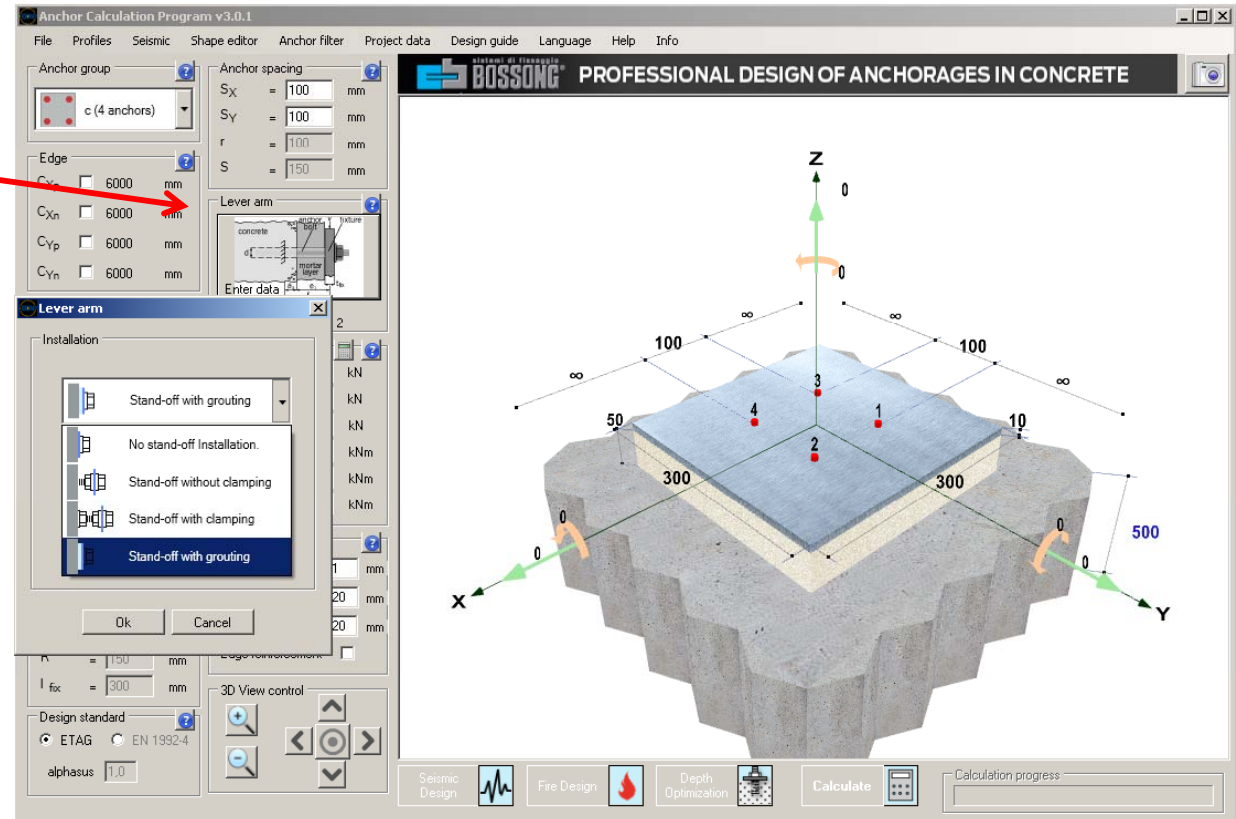 Anchor Calculation Program v3.0.1
File Profiles Seismic Shape editor Anchor filter Project data Design guide Language Help Info
Anchor group
c (4 anchors)
Edge
CXp 6000 mm
CXn 6000 mm
CYp 6000 mm
CYn 6000 mm
Anchor spacing
SX = 100 mm
SY = 100 mm
r = 100 mm
S = 150 mm
Lever arm
concrete
anchor bolt
fixture
d
mortar layer
Enter data
2
kN
kN
kN
kNm
kNm
kNm
mm
20 mm
20 mm
Lever arm
Installation
Stand-off with grouting
No stand-off Installation.
Stand-off without clamping
Stand-off with clamping
Stand-off with grouting
Ok Cancel
R = 150 mm
l fix = 300 mm
Design standard
ETAG EN 1992-4
alphasus 1,0
3D View control
sistemi di fissaggio
BOSSONG PROFESSIONAL DESIGN OF ANCHORAGES IN CONCRETE
Z
0
0
∞ ∞
100 100
∞ ∞
3
4 1
50 10
2
300 300
500
0 0
0 0
X Y
Seismic Design
Fire Design
Depth Optimization
Calculate
Calculation progress